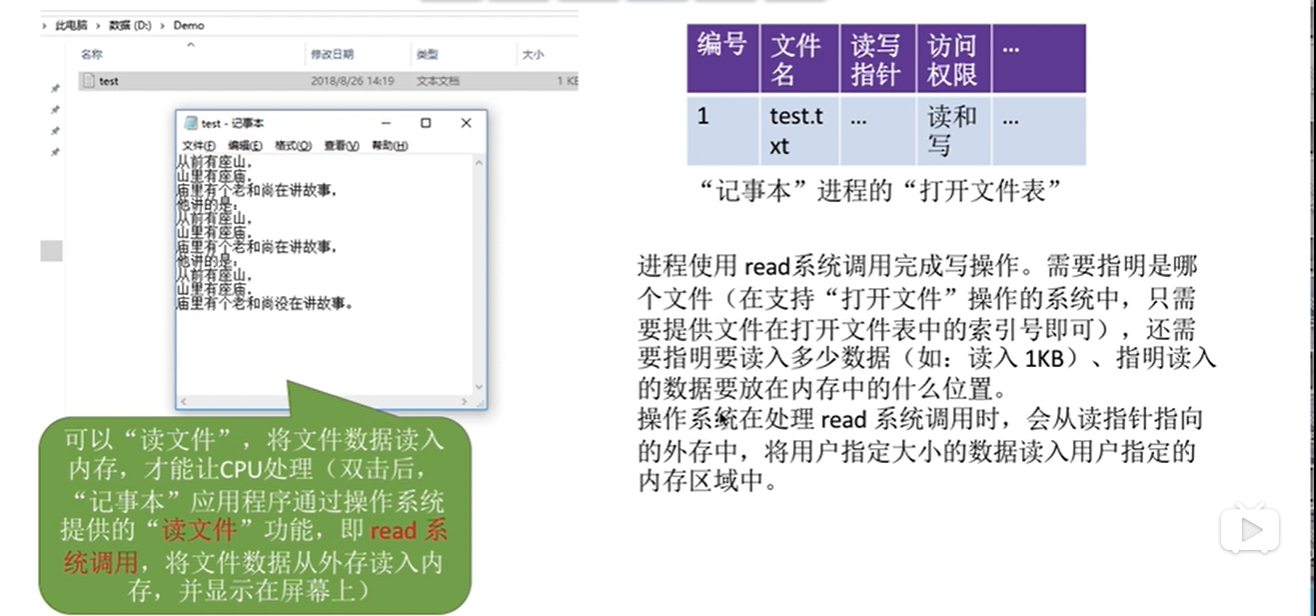 此电脑 › 数据 (D:) › Demo
名称 修改日期 类型 大小
test 2018/8/26 14:19 文本文档 1 KB
test - 记事本
文件(F) 编辑(E) 格式(O) 查看(V) 帮助(H)
从前有座山，
山里有座庙，
庙里有个老和尚在讲故事，
他讲的是：
从前有座山，
山里有座庙，
庙里有个老和尚在讲故事，
他讲的是：
从前有座山，
山里有座庙，
庙里有个老和尚没在讲故事。
可以“读文件”，将文件数据读入
内存，才能让CPU处理（双击后，
“记事本”应用程序通过操作系统
提供的“读文件”功能，即 read 系
统调用，将文件数据从外存读入内
存，并显示在屏幕上）
编号 文件 读写 访问 ...
名 指针 权限
1 test.t ... 读和 ...
xt 写
“记事本”进程的“打开文件表”
进程使用 read系统调用完成写操作。需要指明是哪
个文件（在支持“打开文件”操作的系统中，只需
要提供文件在打开文件表中的索引号即可），还需
要指明要读入多少数据（如：读入 1KB）、指明读入
的数据要放在内存中的什么位置。
操作系统在处理 read 系统调用时，会从读指针指向
的外存中，将用户指定大小的数据读入用户指定的
内存区域中。